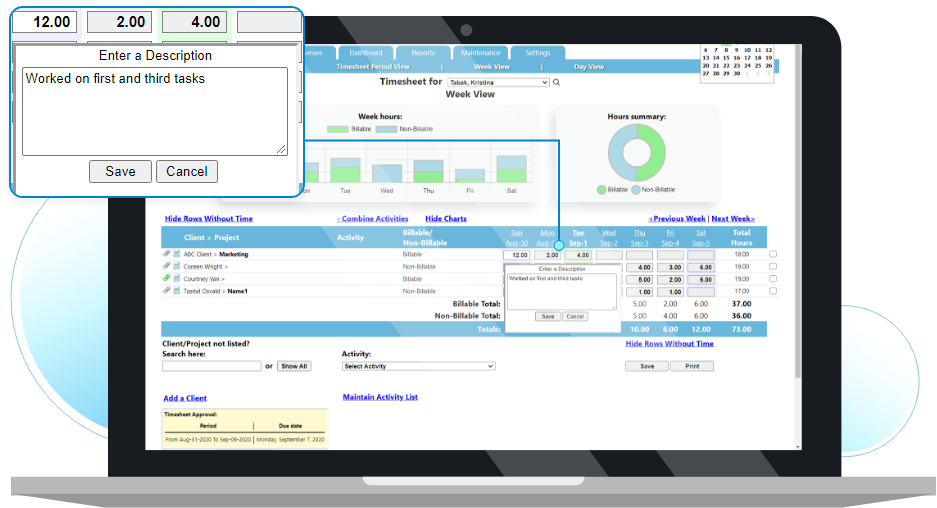 12.00 2.00 4.00
Enter a Description
Worked on first and third tasks
Save Cancel
Dashboard Reports Maintenance Settings
Timesheet Period View | Week View | Day View
6 7 8 9 10 11 12
13 14 15 16 17 18 19
20 21 22 23 24 25 26
27 28 29 30 1 2 3
Timesheet for Tabak, Kristina
Week View
Week hours:
Billable Non-Billable
Tue Wed Thu Fri Sat
Hours summary:
Billable Non-Billable
Hide Rows Without Time - Combine Activities Hide Charts <Previous Week | Next Week>
Client > Project Activity Billable/ Non-Billable Sun Aug-30 Mon Tue Sep-1 Wed Sep-2 Thu Sep-3 Fri Sep-4 Sat Sep-5 Total Hours
ABC Client > Marketing Billable 12.00 2.00 4.00 18.00
Coreen Wright > Non-Billable 4.00 3.00 6.00 19.00
Courtney Van > Billable 5.00 2.00 6.00 19.00
Tzeitel Osvald > Name1 Non-Billable 1.00 1.00 17.00
Enter a Description
Worked on first and third tasks
Save Cancel
Billable Total: 5.00 2.00 6.00 37.00
Non-Billable Total: 5.00 4.00 6.00 36.00
Totals: 10.00 6.00 12.00 73.00
Hide Rows Without Time
Client/Project not listed?
Search here: Activity:
or Show All Select Activity Save Print
Add a Client Maintain Activity List
Timesheet Approval:
Period | Due date
From Aug-31-2020 To Sep-06-2020 | Monday, September 7, 2020